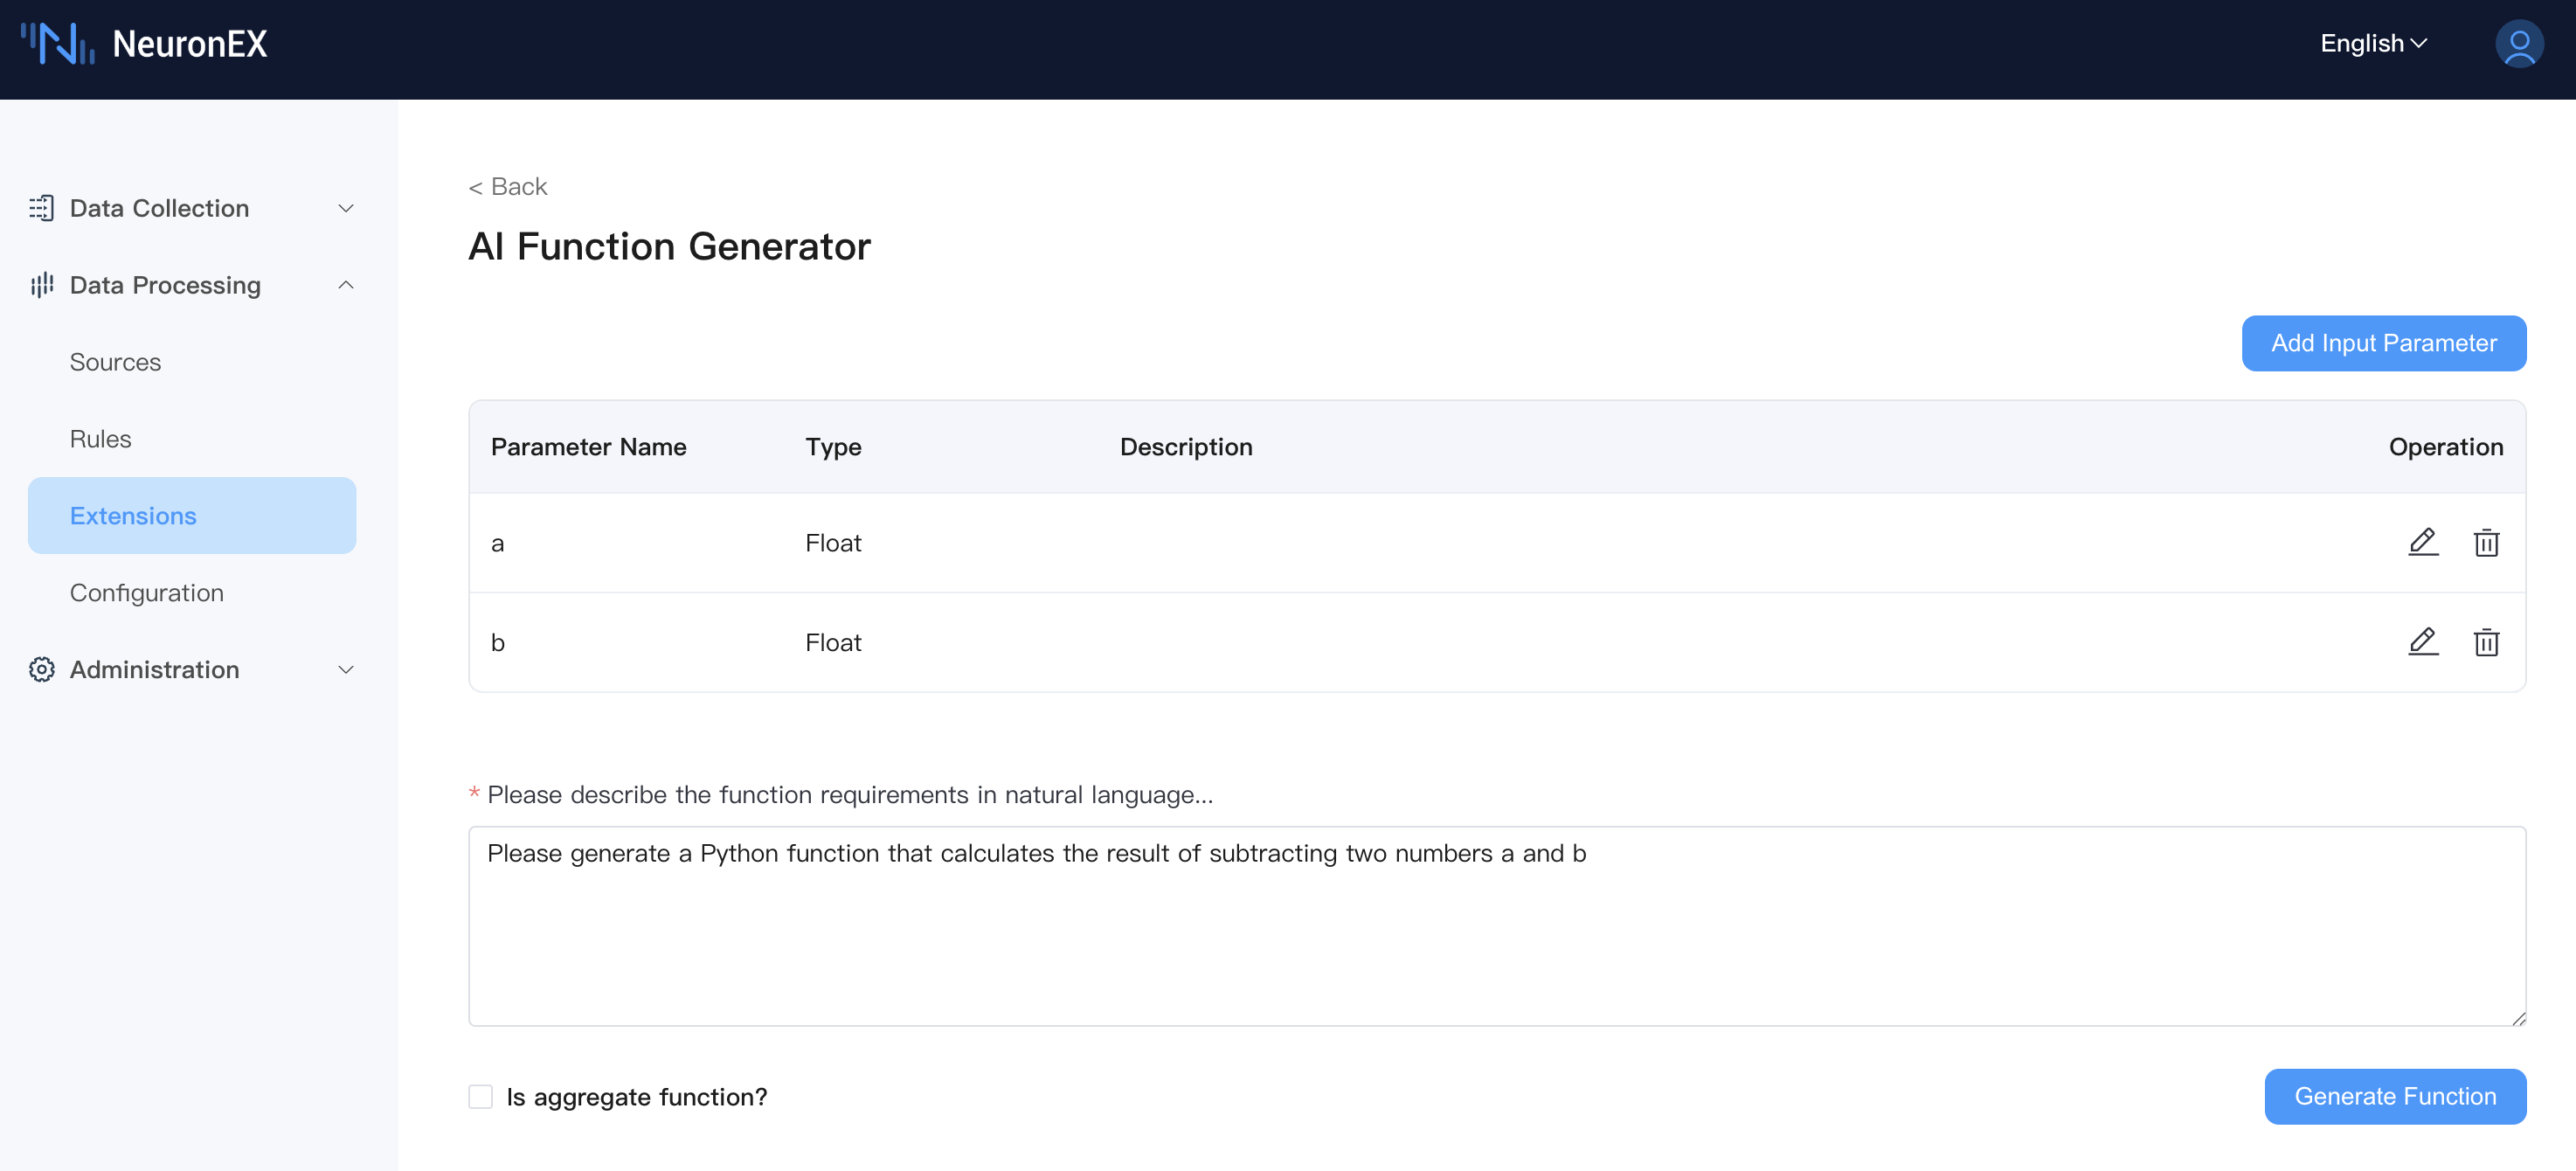 NeuronEX
English
Data Collection
Data Processing
Sources
Rules
Extensions
Configuration
Administration
< Back
AI Function Generator
Add Input Parameter
Parameter Name Type Description Operation
a Float
b Float
* Please describe the function requirements in natural language...
Please generate a Python function that calculates the result of subtracting two numbers a and b
Is aggregate function?
Generate Function